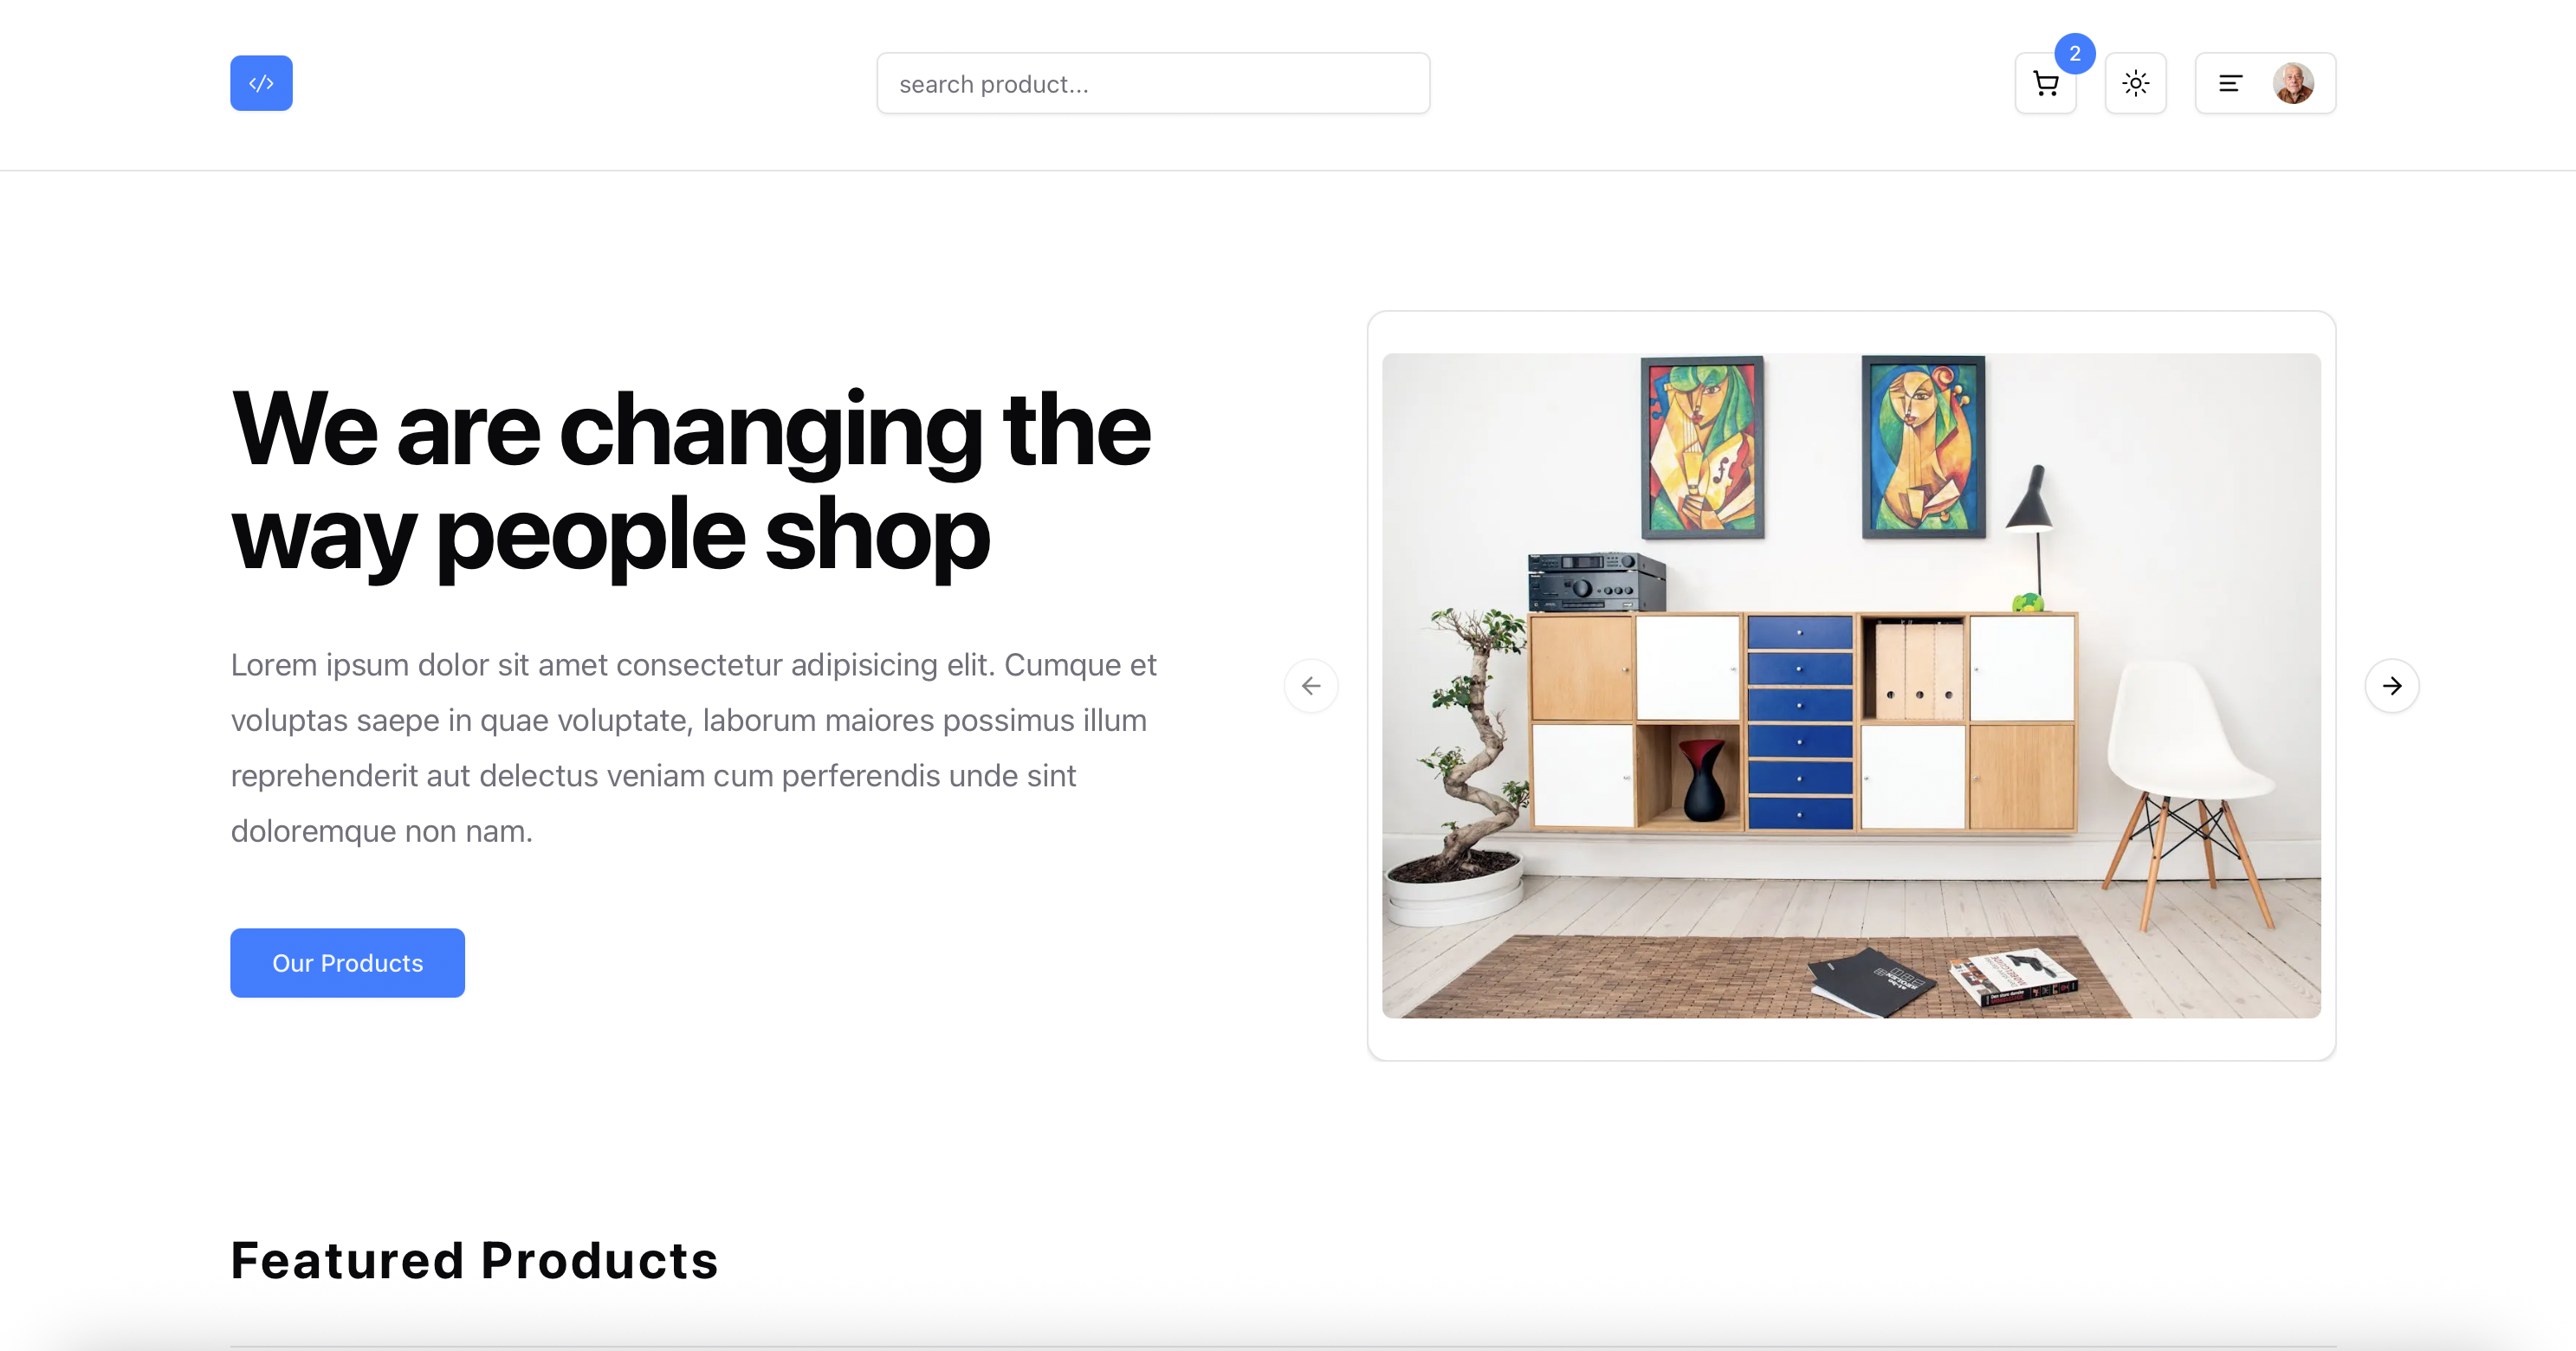 </>
search product...
2
We are changing the
way people shop
Lorem ipsum dolor sit amet consectetur adipisicing elit. Cumque et
voluptas saepe in quae voluptate, laborum maiores possimus illum
reprehenderit aut delectus veniam cum perferendis unde sint
doloremque non nam.
Our Products
Featured Products